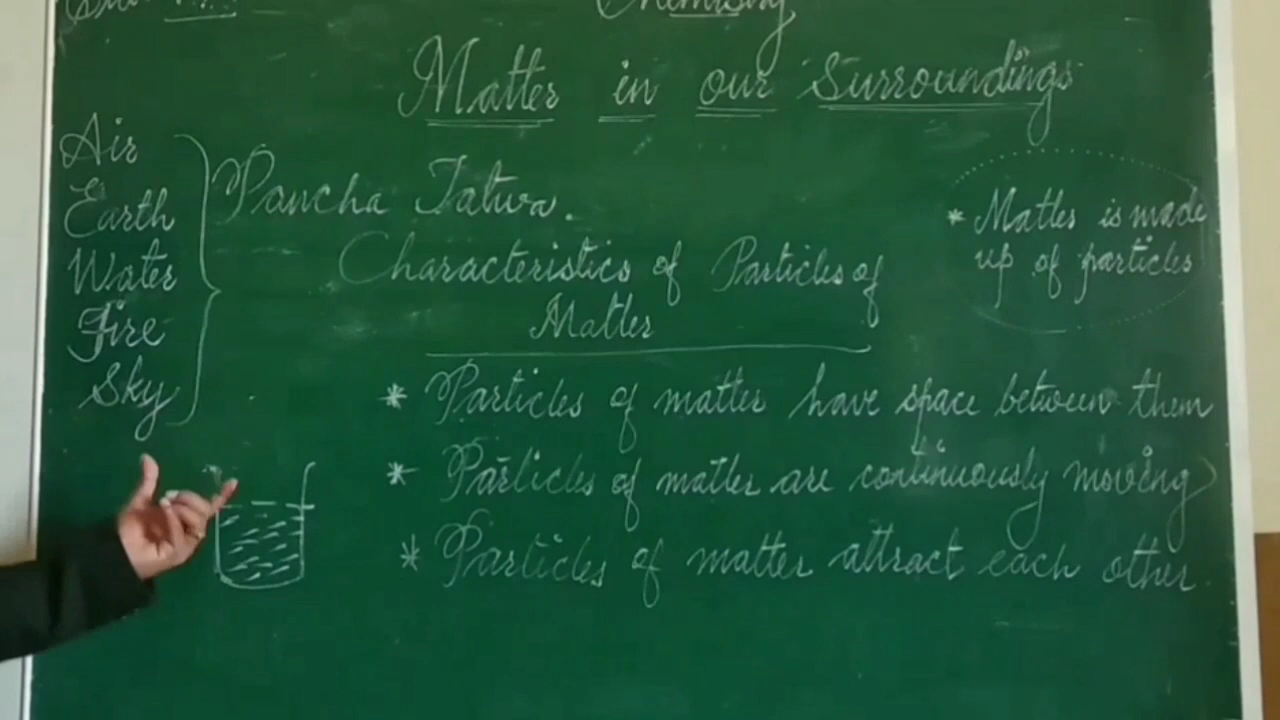 Chemistry
Matter in our Surroundings
Air
Earth
Water
Fire
Sky
Pancha Tatva.
* Matter is made
up of particles
Characteristics of Particles of
Matter
* Particles of matter have space between them
* Particles of matter are continuously moving
* Particles of matter attract each other